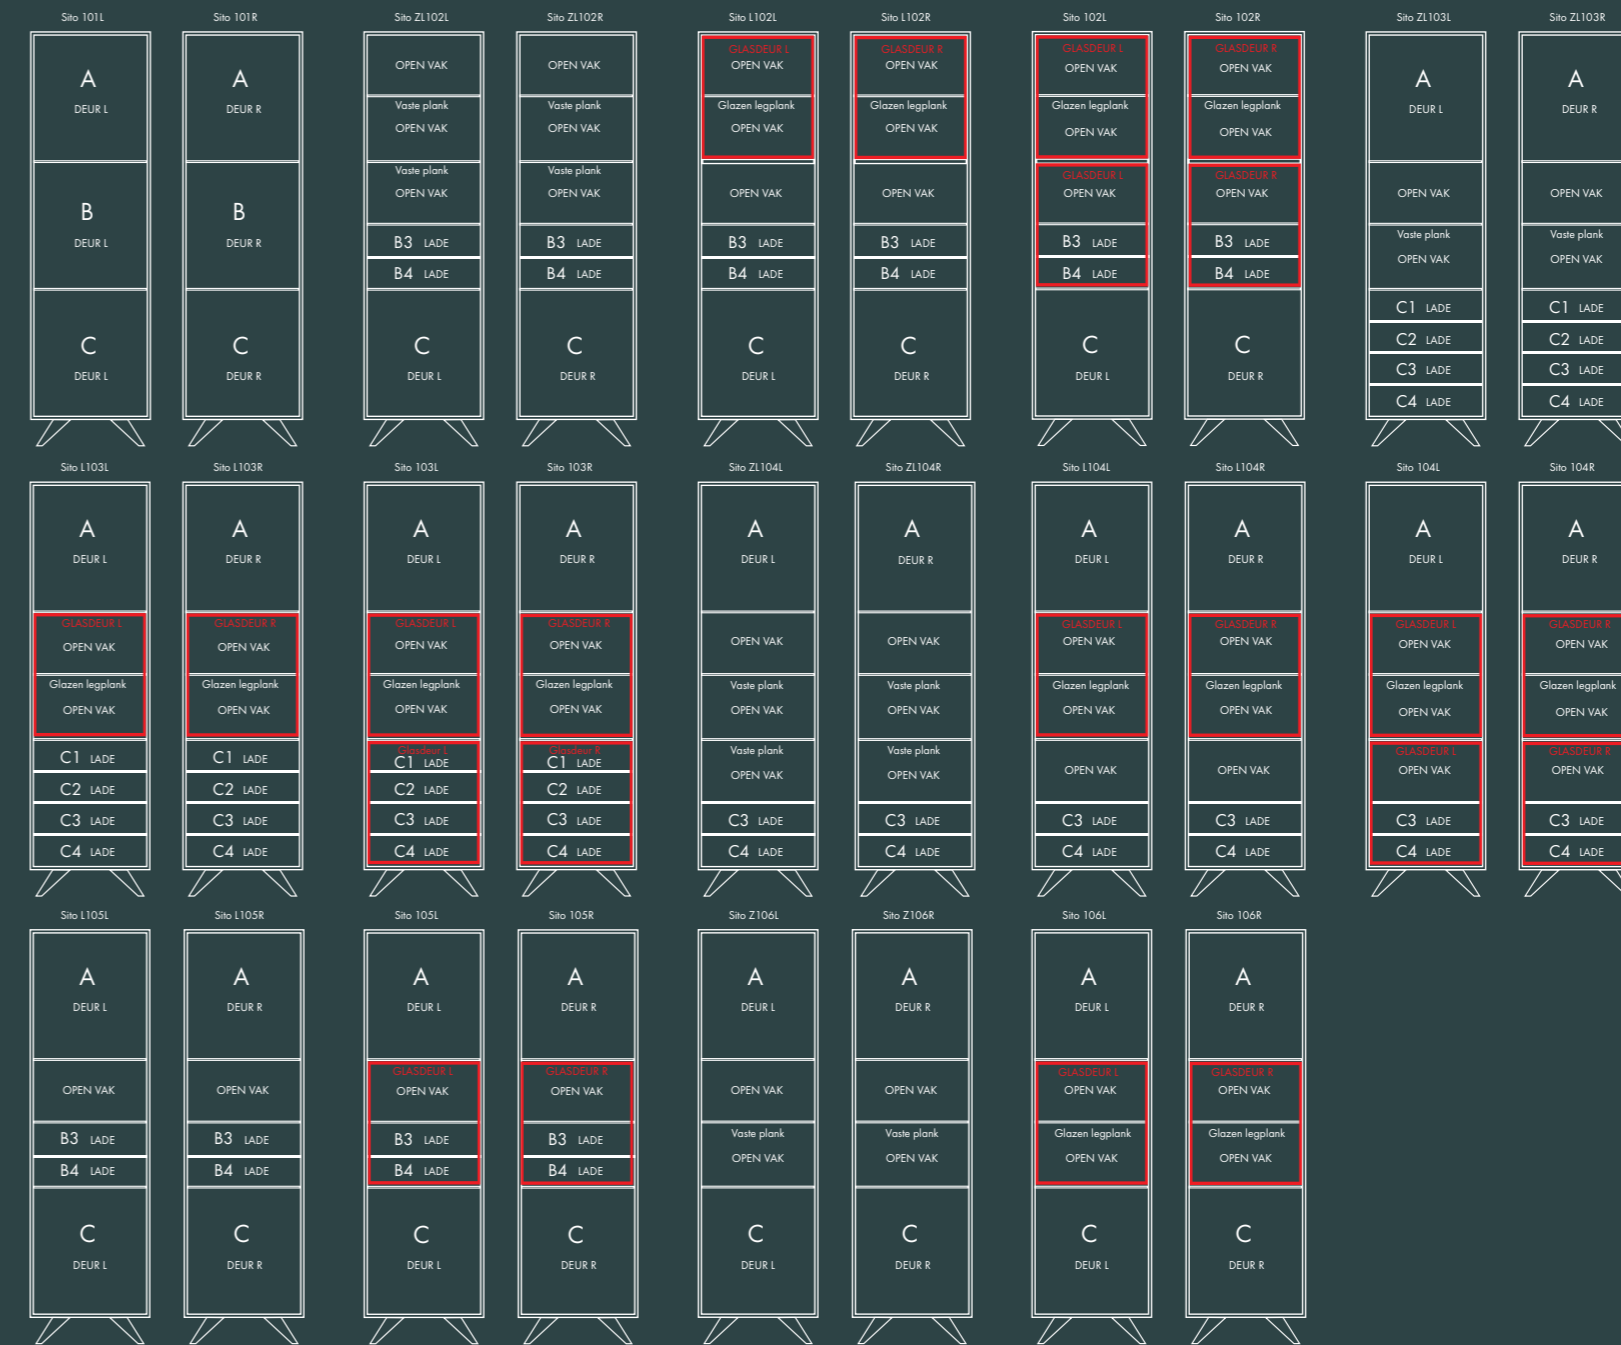 Sito 101L
A
DEUR L
B
DEUR L
C
DEUR L
Sito 101R
A
DEUR R
B
DEUR R
C
DEUR R
Sito ZL102L
OPEN VAK
Vaste plank
OPEN VAK
Vaste plank
OPEN VAK
B3 LADE
B4 LADE
C
DEUR L
Sito ZL102R
OPEN VAK
Vaste plank
OPEN VAK
Vaste plank
OPEN VAK
B3 LADE
B4 LADE
C
DEUR R
Sito L102L
GLASDEUR L
OPEN VAK
Glazen legplank
OPEN VAK
OPEN VAK
B3 LADE
B4 LADE
C
DEUR L
Sito L102R
GLASDEUR R
OPEN VAK
Glazen legplank
OPEN VAK
OPEN VAK
B3 LADE
B4 LADE
C
DEUR R
Sito 102L
GLASDEUR L
OPEN VAK
Glazen legplank
OPEN VAK
GLASDEUR L
OPEN VAK
B3 LADE
B4 LADE
C
DEUR L
Sito 102R
GLASDEUR R
OPEN VAK
Glazen legplank
OPEN VAK
GLASDEUR R
OPEN VAK
B3 LADE
B4 LADE
C
DEUR R
Sito ZL103L
A
DEUR L
OPEN VAK
Vaste plank
OPEN VAK
C1 LADE
C2 LADE
C3 LADE
C4 LADE
Sito ZL103R
A
DEUR R
OPEN VAK
Vaste plank
OPEN VAK
C1 LADE
C2 LADE
C3 LADE
C4 LADE
Sito L103L
A
DEUR L
GLASDEUR L
OPEN VAK
Glazen legplank
OPEN VAK
C1 LADE
C2 LADE
C3 LADE
C4 LADE
Sito L103R
A
DEUR R
GLASDEUR R
OPEN VAK
Glazen legplank
OPEN VAK
C1 LADE
C2 LADE
C3 LADE
C4 LADE
Sito 103L
A
DEUR L
GLASDEUR L
OPEN VAK
Glazen legplank
OPEN VAK
Glasdeur L
C1 LADE
C2 LADE
C3 LADE
C4 LADE
Sito 103R
A
DEUR R
GLASDEUR R
OPEN VAK
Glazen legplank
OPEN VAK
Glasdeur R
C1 LADE
C2 LADE
C3 LADE
C4 LADE
Sito ZL104L
A
DEUR L
OPEN VAK
Vaste plank
OPEN VAK
Vaste plank
OPEN VAK
C3 LADE
C4 LADE
Sito ZL104R
A
DEUR R
OPEN VAK
Vaste plank
OPEN VAK
Vaste plank
OPEN VAK
C3 LADE
C4 LADE
Sito L104L
A
DEUR L
GLASDEUR L
OPEN VAK
Glazen legplank
OPEN VAK
OPEN VAK
C3 LADE
C4 LADE
Sito L104R
A
DEUR R
GLASDEUR R
OPEN VAK
Glazen legplank
OPEN VAK
OPEN VAK
C3 LADE
C4 LADE
Sito 104L
A
DEUR L
GLASDEUR L
OPEN VAK
Glazen legplank
OPEN VAK
GLASDEUR L
OPEN VAK
C3 LADE
C4 LADE
Sito 104R
A
DEUR R
GLASDEUR R
OPEN VAK
Glazen legplank
OPEN VAK
GLASDEUR R
OPEN VAK
C3 LADE
C4 LADE
Sito L105L
A
DEUR L
OPEN VAK
B3 LADE
B4 LADE
C
DEUR L
Sito L105R
A
DEUR R
OPEN VAK
B3 LADE
B4 LADE
C
DEUR R
Sito 105L
A
DEUR L
GLASDEUR L
OPEN VAK
B3 LADE
B4 LADE
C
DEUR L
Sito 105R
A
DEUR R
GLASDEUR R
OPEN VAK
B3 LADE
B4 LADE
C
DEUR R
Sito Z106L
A
DEUR L
OPEN VAK
Vaste plank
OPEN VAK
C
DEUR L
Sito Z106R
A
DEUR R
OPEN VAK
Vaste plank
OPEN VAK
C
DEUR R
Sito 106L
A
DEUR L
GLASDEUR L
OPEN VAK
Glazen legplank
OPEN VAK
C
DEUR L
Sito 106R
A
DEUR R
GLASDEUR R
OPEN VAK
Glazen legplank
OPEN VAK
C
DEUR R